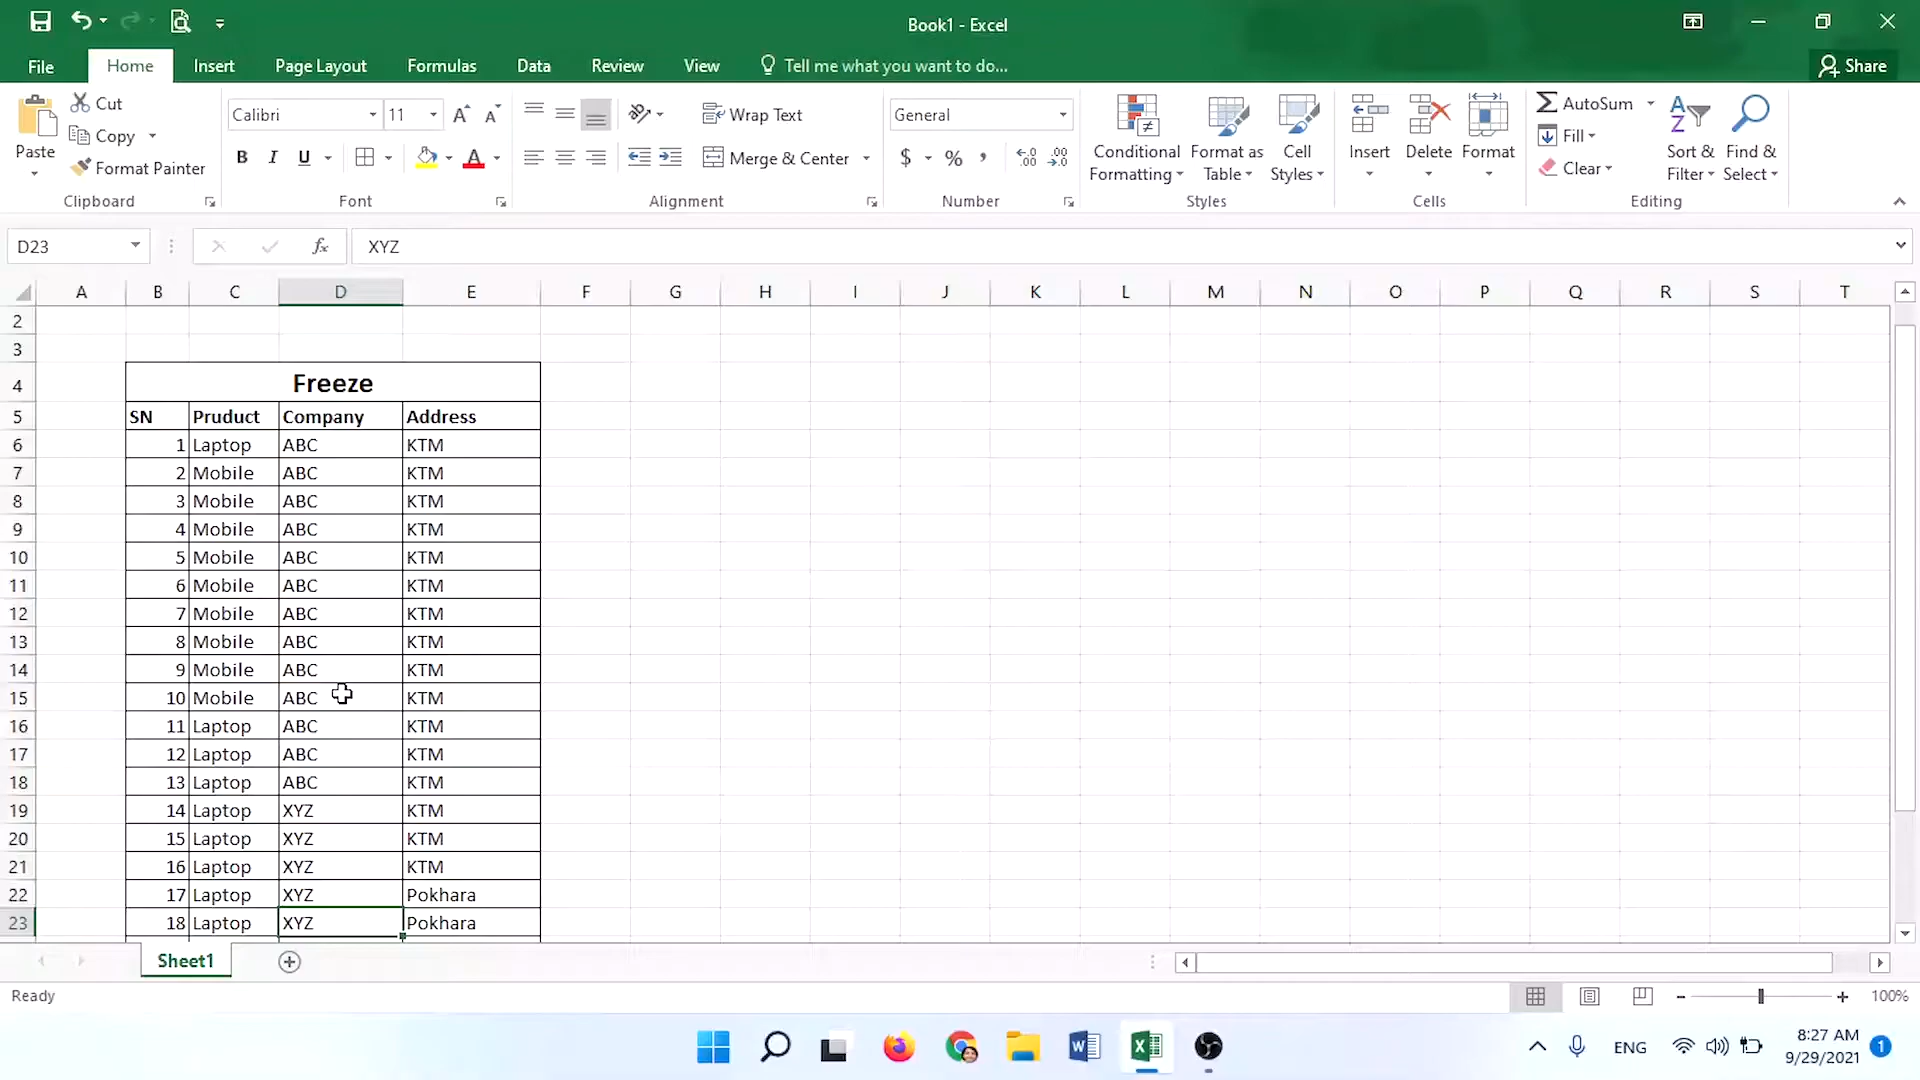 Book1 - Excel
File Home Insert Page Layout Formulas Data Review View Tell me what you want to do... Share
Paste Cut Copy Format Painter
Calibri 11
B I U
Wrap Text
Merge & Center
General
$ % ,
Conditional Formatting
Format as Table
Cell Styles
Insert Delete Format
AutoSum
Fill
Clear
Sort & Filter
Find & Select
Clipboard Font Alignment Number Styles Cells Editing
D23 fx XYZ
A B C D E F G H I J K L M N O P Q R S T
2
3
4 Freeze
5 SN Pruduct Company Address
6 1 Laptop ABC KTM
7 2 Mobile ABC KTM
8 3 Mobile ABC KTM
9 4 Mobile ABC KTM
10 5 Mobile ABC KTM
11 6 Mobile ABC KTM
12 7 Mobile ABC KTM
13 8 Mobile ABC KTM
14 9 Mobile ABC KTM
15 10 Mobile ABC KTM
16 11 Laptop ABC KTM
17 12 Laptop ABC KTM
18 13 Laptop ABC KTM
19 14 Laptop XYZ KTM
20 15 Laptop XYZ KTM
21 16 Laptop XYZ KTM
22 17 Laptop XYZ Pokhara
23 18 Laptop XYZ Pokhara
Sheet1
Ready 100%
ENG 8:27 AM 1
9/29/2021